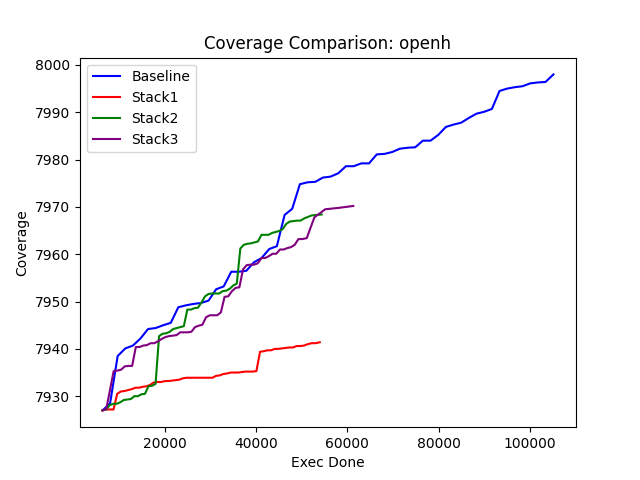 Coverage Comparison: openh
8000
7990
7980
7970
7960
7950
7940
7930
Coverage
Baseline
Stack1
Stack2
Stack3
20000 40000 60000 80000 100000
Exec Done